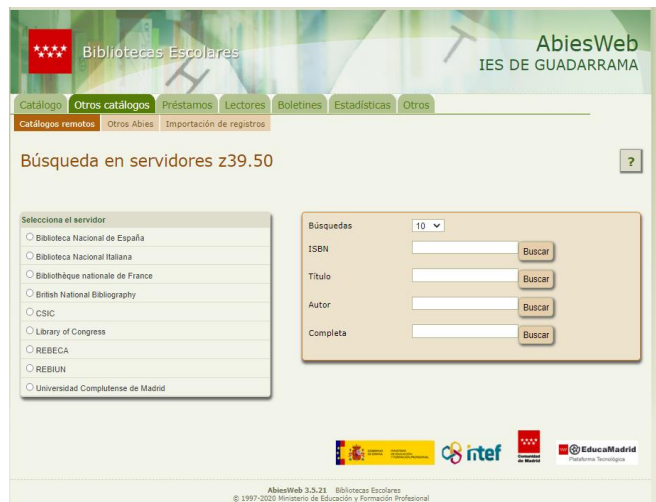 Bibliotecas Escolares
AbiesWeb
IES DE GUADARRAMA
Catálogo Otros catálogos Préstamos Lectores Boletines Estadísticas Otros
Catálogos remotos Otros Abies Importación de registros
Búsqueda en servidores z39.50
?
Selecciona el servidor
Biblioteca Nacional de España
Biblioteca Nacional Italiana
Bibliothèque nationale de France
British National Bibliography
CSIC
Library of Congress
REBECA
REBIUN
Universidad Complutense de Madrid
Búsquedas 10
ISBN Buscar
Título Buscar
Autor Buscar
Completa Buscar
intef
Comunidad
de Madrid
EducaMadrid
Plataforma Tecnológica
AbiesWeb 3.5.21 Bibliotecas Escolares
© 1997-2020 Ministerio de Educación y Formación Profesional